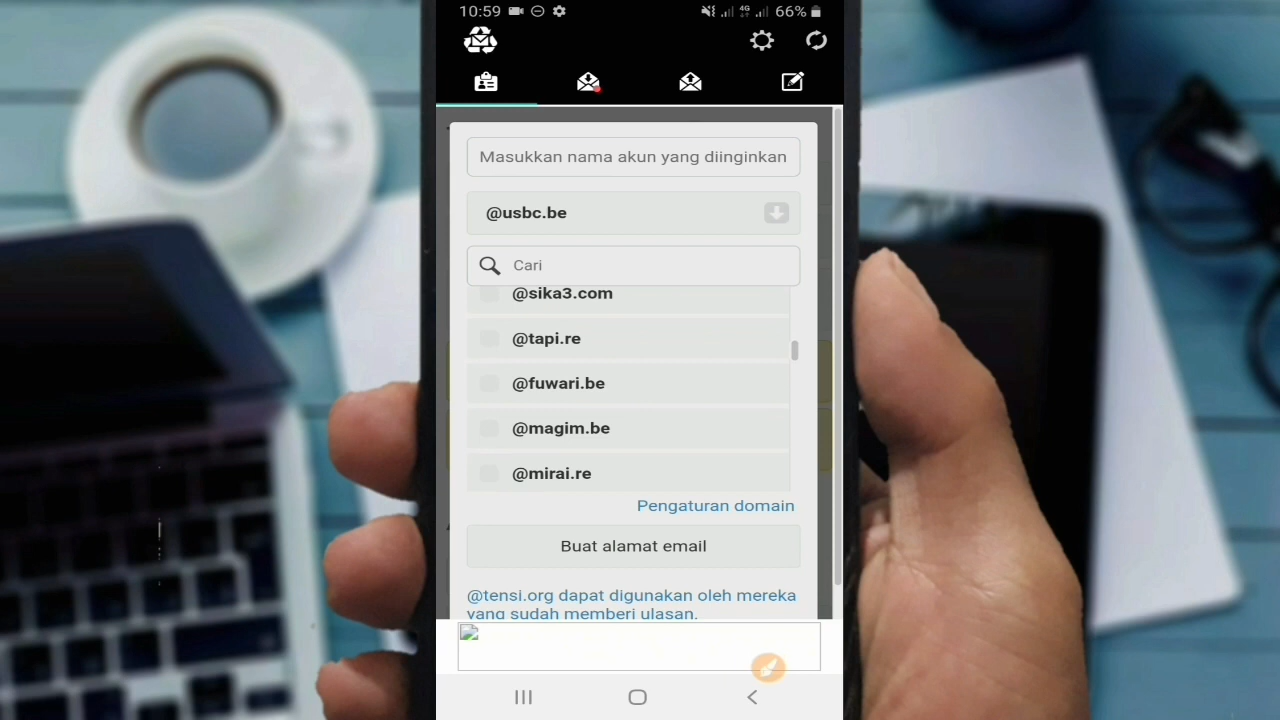 10:59
4G
66%
Masukkan nama akun yang diinginkan
@usbc.be
Cari
@sika3.com
@tapi.re
@fuwari.be
@magim.be
@mirai.re
Pengaturan domain
Buat alamat email
@tensi.org dapat digunakan oleh mereka
yang sudah memberi ulasan.